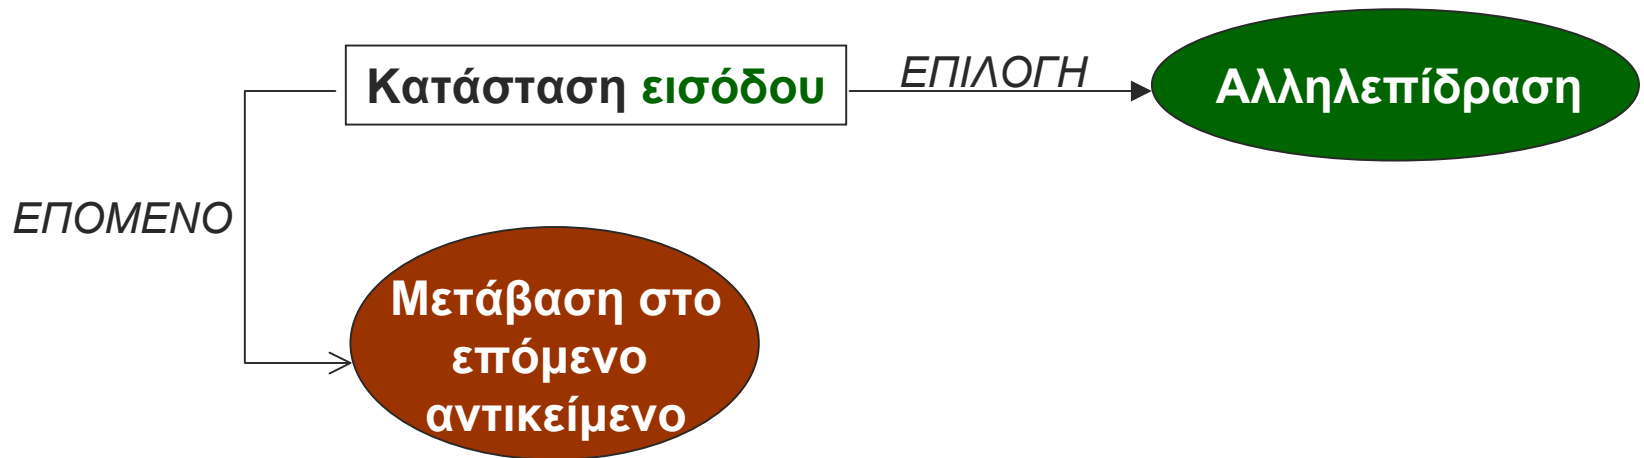 Κατάσταση εισόδου
ΕΠΙΛΟΓΗ
Αλληλεπίδραση
ΕΠΟΜΕΝΟ
Μετάβαση στο
επόμενο
αντικείμενο